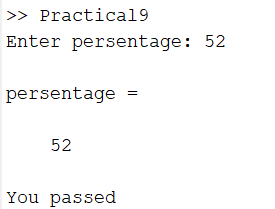 >> Practical9
Enter persentage: 52
persentage =
52
You passed